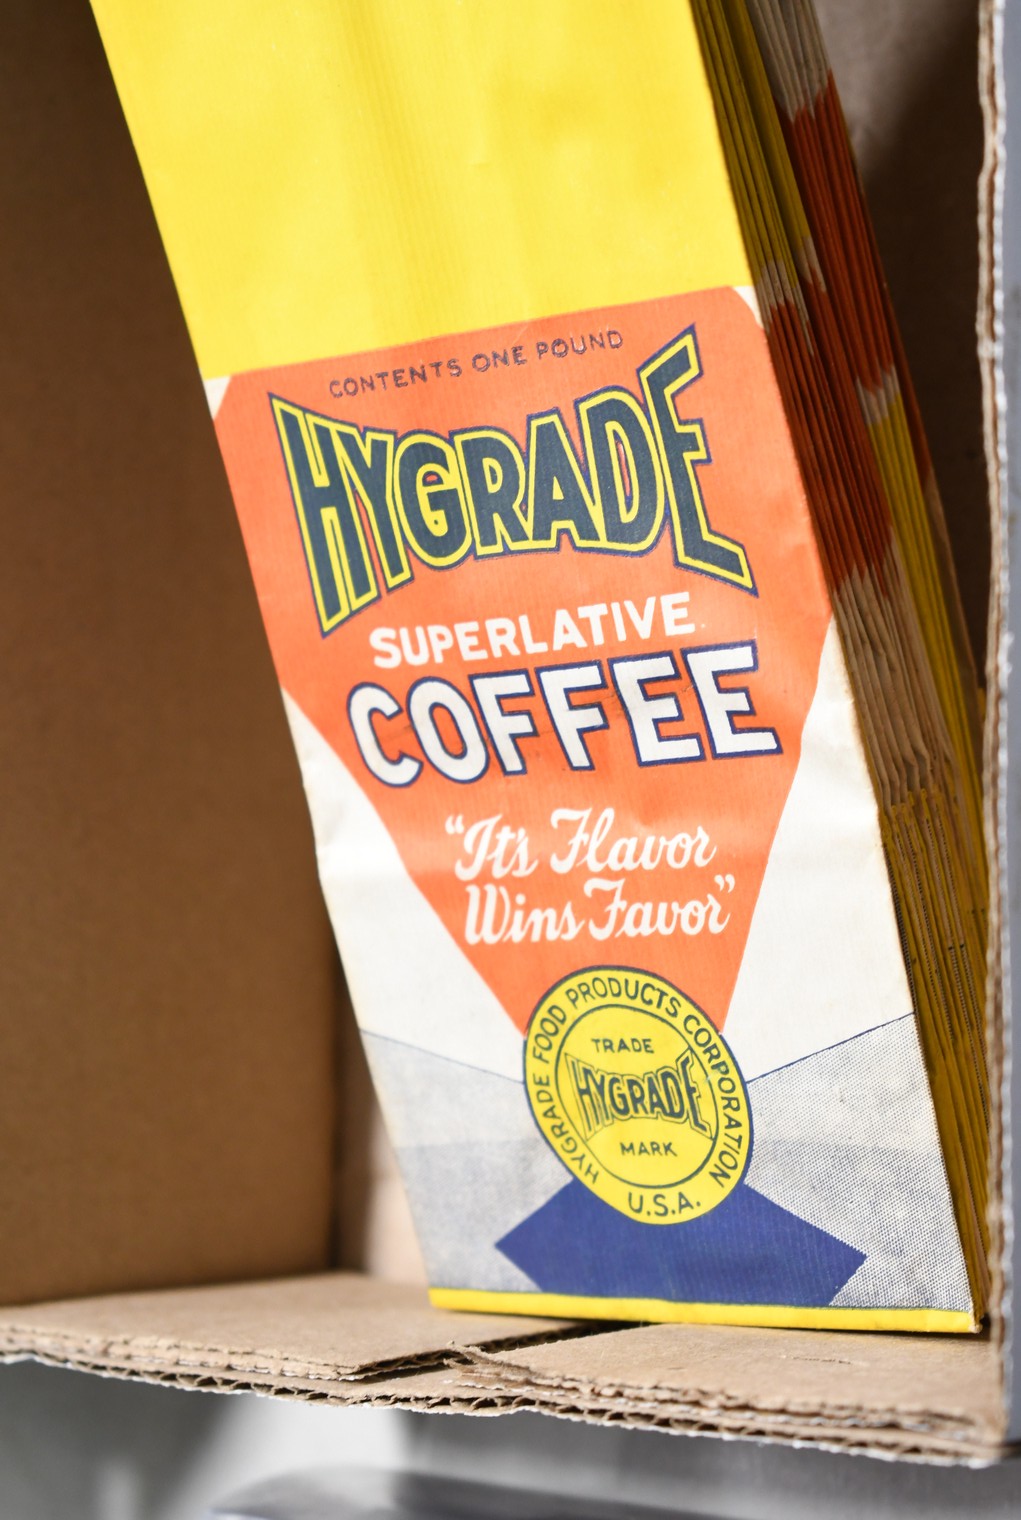 CONTENTS ONE POUND
HYGRADE
SUPERLATIVE
COFFEE
"It's Flavor
Wins Favor"
HYGRADE FOOD PRODUCTS CORPORATION
TRADE
HYGRADE
MARK
U.S.A.